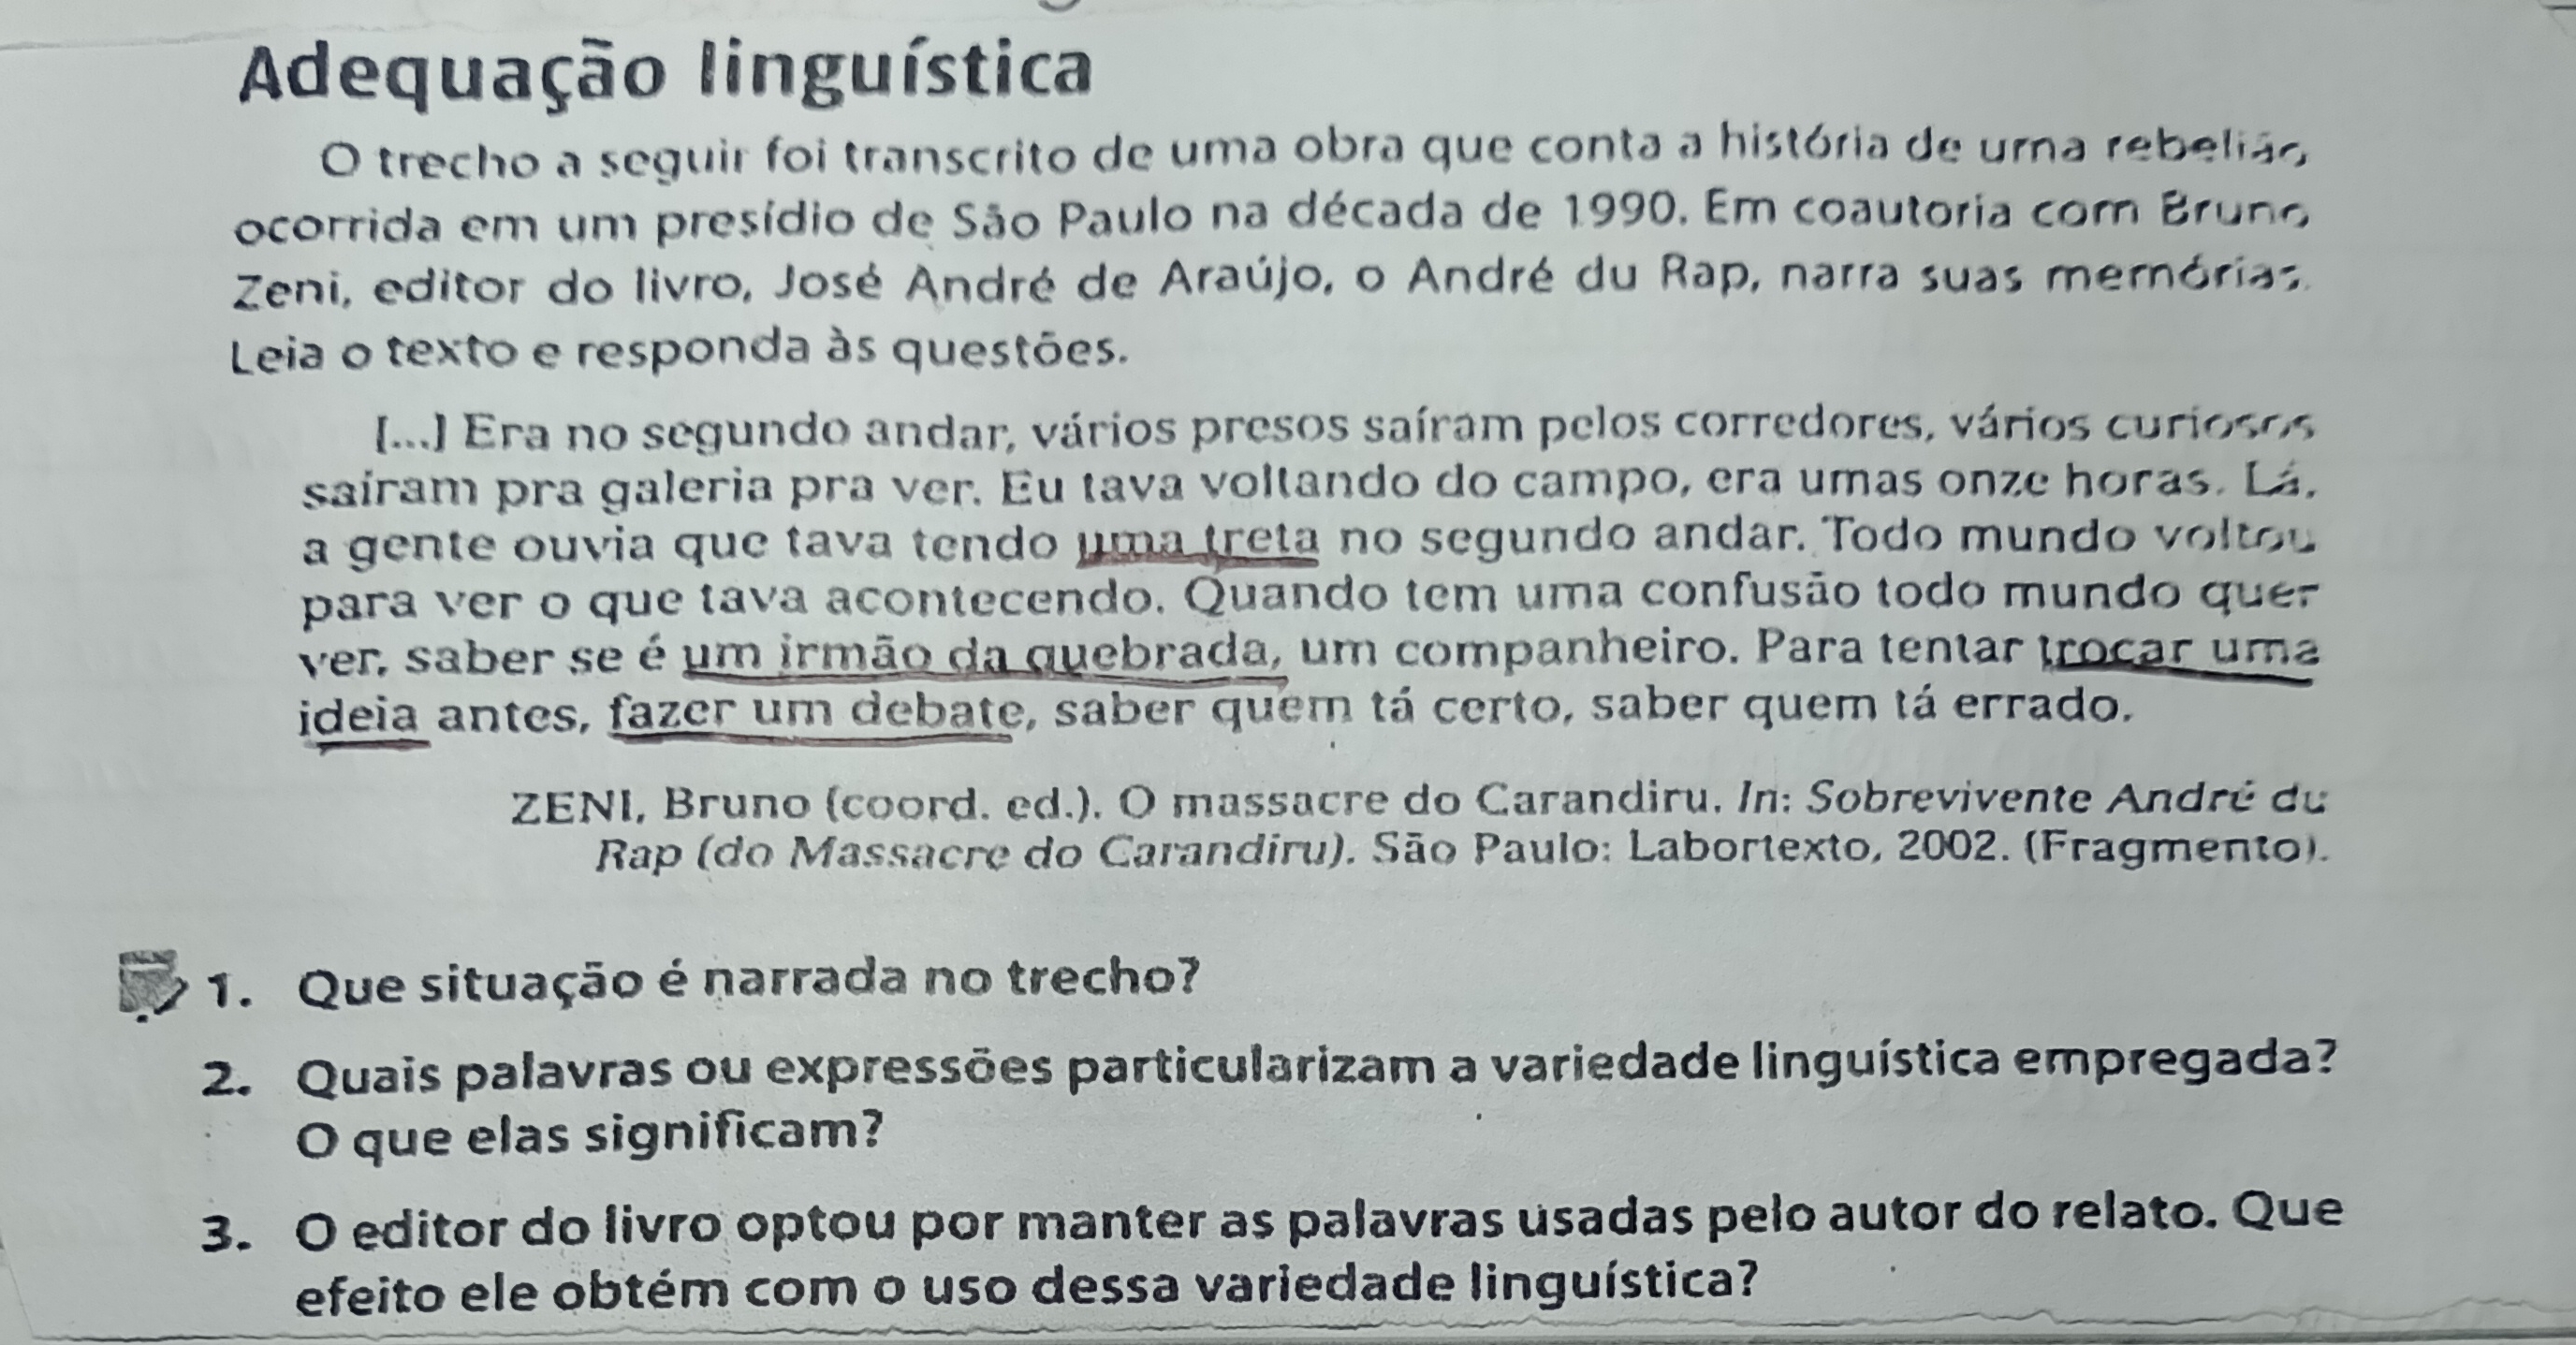 Adequação linguística
O trecho a seguir foi transcrito de uma obra que conta a história de uma rebelião
ocorrida em um presídio de São Paulo na década de 1990. Em coautoria com Bruno
Zeni, editor do livro, José André de Araújo, o André du Rap, narra suas memórias.
Leia o texto e responda às questões.
[...] Era no segundo andar, vários presos saíram pelos corredores, vários curiosos
saíram pra galeria pra ver. Eu tava voltando do campo, era umas onze horas. Lá,
a gente ouvia que tava tendo uma treta no segundo andar. Todo mundo voltou
para ver o que tava acontecendo. Quando tem uma confusão todo mundo quer
ver, saber se é um irmão da quebrada, um companheiro. Para tentar trocar uma
ideia antes, fazer um debate, saber quem tá certo, saber quem tá errado.
ZENI, Bruno (coord. ed.). O massacre do Carandiru. In: Sobrevivente André du
Rap (do Massacre do Carandiru). São Paulo: Labortexto, 2002. (Fragmento).
1. Que situação é narrada no trecho?
2. Quais palavras ou expressões particularizam a variedade linguística empregada?
O que elas significam?
3. O editor do livro optou por manter as palavras usadas pelo autor do relato. Que
efeito ele obtém com o uso dessa variedade linguística?